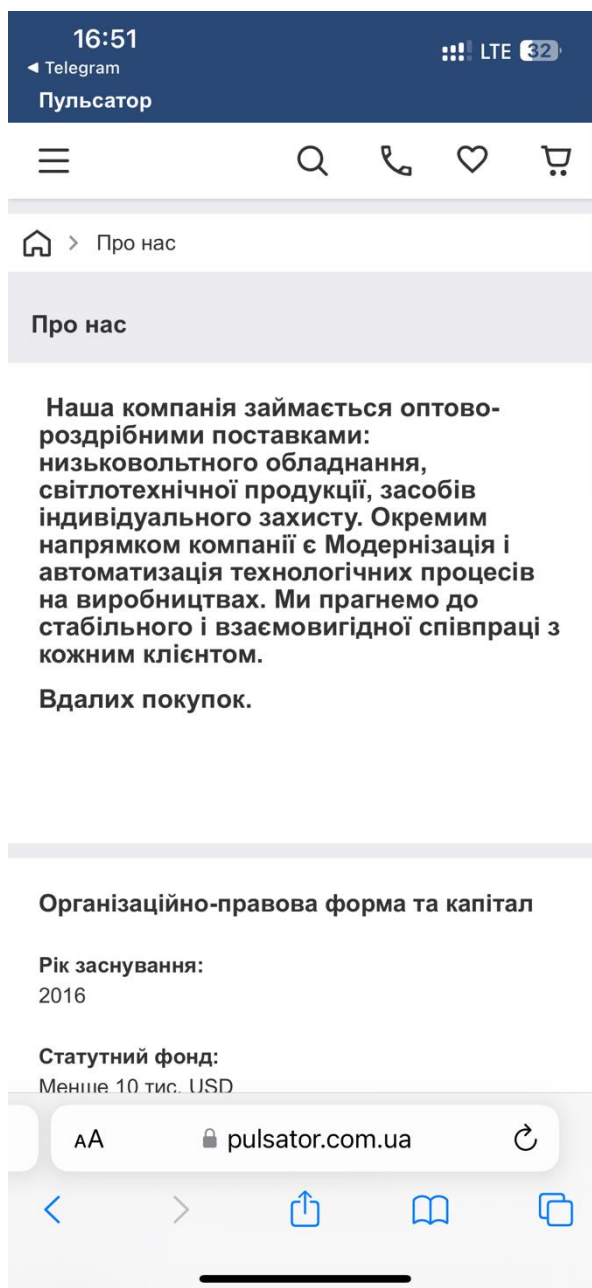 16:51
LTE 32
◀ Telegram
Пульсатор
Про нас
Про нас
Наша компанія займається оптово-
роздрібними поставками:
низьковольтного обладнання,
світлотехнічної продукції, засобів
індивідуального захисту. Окремим
напрямком компанії є Модернізація і
автоматизація технологічних процесів
на виробництвах. Ми прагнемо до
стабільного і взаємовигідної співпраці з
кожним клієнтом.
Вдалих покупок.
Організаційно-правова форма та капітал
Рік заснування:
2016
Статутний фонд:
Менше 10 тис. USD
AA
pulsator.com.ua